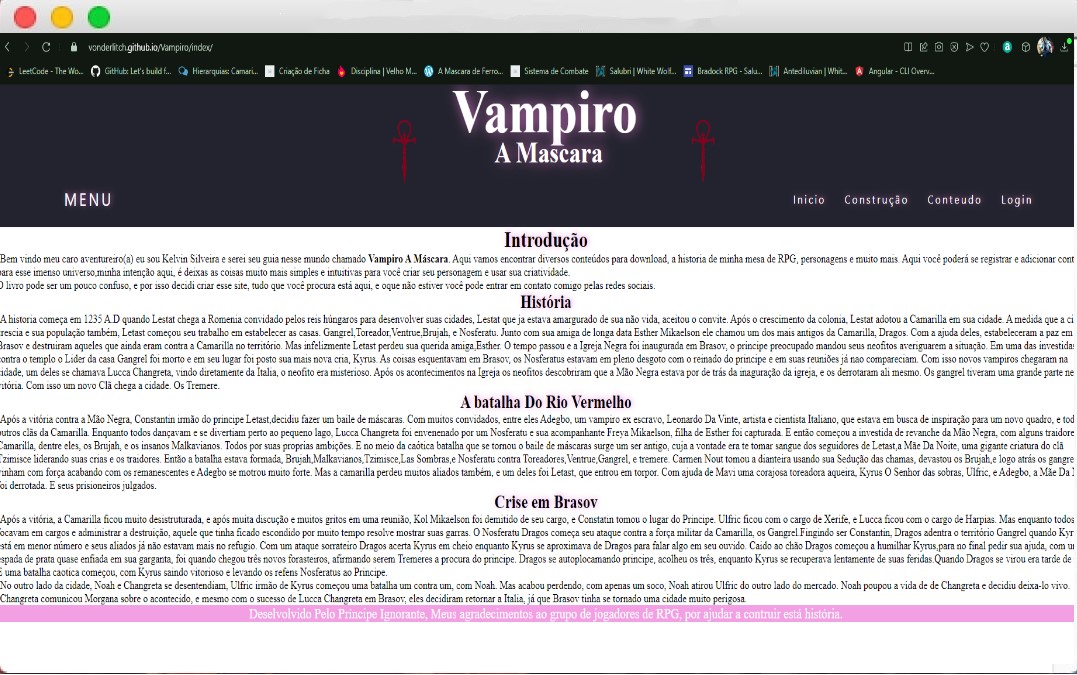 vonderlitch.github.io/Vampiro/index/
LeetCode - The Wo... GitHub: Let's build f... Hierarquias: Camari... Criação de Ficha Disciplina | Velho M... A Mascara de Ferro... Sistema de Combate Salubri | White Wolf... Bradock RPG - Salu... Antediluvian | Whit... Angular - CLI Overv...
Vampiro
A Mascara
MENU Inicio Construção Conteudo Login
Introdução
Bem vindo meu caro aventureiro(a) eu sou Kelvin Silveira e serei seu guia nesse mundo chamado Vampiro A Máscara. Aqui vamos encontrar diversos conteúdos para download, a historia de minha mesa de RPG, personagens e muito mais. Aqui você poderá se registrar e adicionar cont
ara esse imenso universo,minha intenção aqui, é deixas as coisas muito mais simples e intuitivas para você criar seu personagem e usar sua criatividade.
O livro pode ser um pouco confuso, e por isso decidi criar esse site, tudo que você procura está aqui, e oque não estiver você pode entrar em contato comigo pelas redes sociais.
História
A historia começa em 1235 A.D quando Lestat chega a Romenia convidado pelos reis húngaros para desenvolver suas cidades, Lestat que ja estava amargurado de sua não vida, aceitou o convite. Após o crescimento da colonia, Lestat adotou a Camarilla em sua cidade. A medida que a ci
rescia e sua população também, Letast começou seu trabalho em estabelecer as casas. Gangrel,Toreador,Ventrue,Brujah, e Nosferatu. Junto com sua amiga de longa data Esther Mikaelson ele chamou um dos mais antigos da Camarilla, Dragos. Com a ajuda deles, estabeleceram a paz em
Brasov e destruiram aqueles que ainda eram contra a Camarilla no território. Mas infelizmente Letast perdeu sua querida amiga,Esther. O tempo passou e a Igreja Negra foi inaugurada em Brasov, o principe preocupado mandou seus neofitos averiguarem a situação. Em uma das investida
ontra o templo o Lider da casa Gangrel foi morto e em seu lugar foi posto sua mais nova cria, Kyrus. As coisas esquentavam em Brasov, os Nosferatus estavam em pleno desgoto com o reinado do principe e em suas reuniões já nao compareciam. Com isso novos vampiros chegaram na
idade, um deles se chamava Lucca Changreta, vindo diretamente da Italia, o neofito era misterioso. Após os acontecimentos na Igreja os neofitos descobriram que a Mão Negra estava por de trás da inaguração da igreja, e os derrotaram ali mesmo. Os gangrel tiveram uma grande parte ne
vitória. Com isso um novo Clã chega a cidade. Os Tremere.
A batalha Do Rio Vermelho
Após a vitória contra a Mão Negra, Constantin irmão do principe Letast,decidiu fazer um baile de máscaras. Com muitos convidados, entre eles Adegbo, um vampiro ex escravo, Leonardo Da Vinte, artista e cientista Italiano, que estava em busca de inspiração para um novo quadro, e tod
outros clãs da Camarilla. Enquanto todos dançavam e se divertiam perto ao pequeno lago, Lucca Changreta foi envenenado por um Nosferatu e sua acompanhante Freya Mikaelson, filha de Esther foi capturada. E então começou a investida de revanche da Mão Negra, com alguns traidore
Camarilla, dentre eles, os Brujah, e os insanos Malkavianos. Todos por suas proprias ambições. E no meio da caótica batalha que se tornou o baile de máscaras surge um ser antigo, cuja a vontade era te tomar sangue dos seguidores de Letast,a Mãe Da Noite, uma gigante criatura do clã
Tzimisce liderando suas crias e os traidores. Então a batalha estava formada, Brujah,Malkavianos,Tzimisce,Las Sombras,e Nosferatu contra Toreadores,Ventrue,Gangrel, e tremere. Carmen Nout tomou a dianteira usando sua Sedução das chamas, devastou os Brujah,e logo atrás os gangre
vinham com força acabando com os remanescentes e Adegbo se motrou muito forte. Mas a camarilla perdeu muitos aliados também, e um deles foi Letast, que entrou em torpor. Com ajuda de Mavi uma corajosa toreadora aqueira, Kyrus O Senhor das sobras, Ulfric, e Adegbo, a Mãe Da N
oi derrotada. E seus prisioneiros julgados.
Crise em Brasov
Após a vitória, a Camarilla ficou muito desistruturada, e após muita discução e muitos gritos em uma reunião, Kol Mikaelson foi demitido de seu cargo, e Constatin tomou o lugar do Principe. Ulfric ficou com o cargo de Xerife, e Lucca ficou com o cargo de Harpias. Mas enquanto todos
ocavam em cargos e administrar a destruição, aquele que tinha ficado escondido por muito tempo resolve mostrar suas garras. O Nosferatu Dragos começa seu ataque contra a força militar da Camarilla, os Gangrel.Fingindo ser Constantin, Dragos adentra o território Gangrel quando Kyr
está em menor número e seus aliados já não estavam mais no refugio. Com um ataque sorrateiro Dragos acerta Kyrus em cheio enquanto Kyrus se aproximava de Dragos para falar algo em seu ouvido. Caido ao chão Dragos começou a humilhar Kyrus,para no final pedir sua ajuda, com u
espada de prata quase enfiada em sua garganta, foi quando chegou três novos forasteiros, afirmando serem Tremeres a procura do principe. Dragos se autoplocamando principe, acolheu os três, enquanto Kyrus se recuperava lentamente de suas feridas.Quando Dragos se virou era tarde de
E uma batalha caotica começou, com Kyrus saindo vitorioso e levando os refens Nosferatus ao Principe.
No outro lado da cidade, Noah e Changreta se desentendiam, Ulfric irmão de Kyrus começou uma batalha um contra um, com Noah. Mas acabou perdendo, com apenas um soco, Noah atirou Ulfric do outro lado do mercado. Noah poupou a vida de de Changreta e decidiu deixa-lo vivo.
Changreta comunicou Morgana sobre o acontecido, e mesmo com o sucesso de Lucca Changreta em Brasov, eles decidiram retornar a Italia, já que Brasov tinha se tornado uma cidade muito perigosa.
Deselvolvido Pelo Príncipe Ignorante, Meus agradecimentos ao grupo de jogadores de RPG, por ajudar a contruir está história.